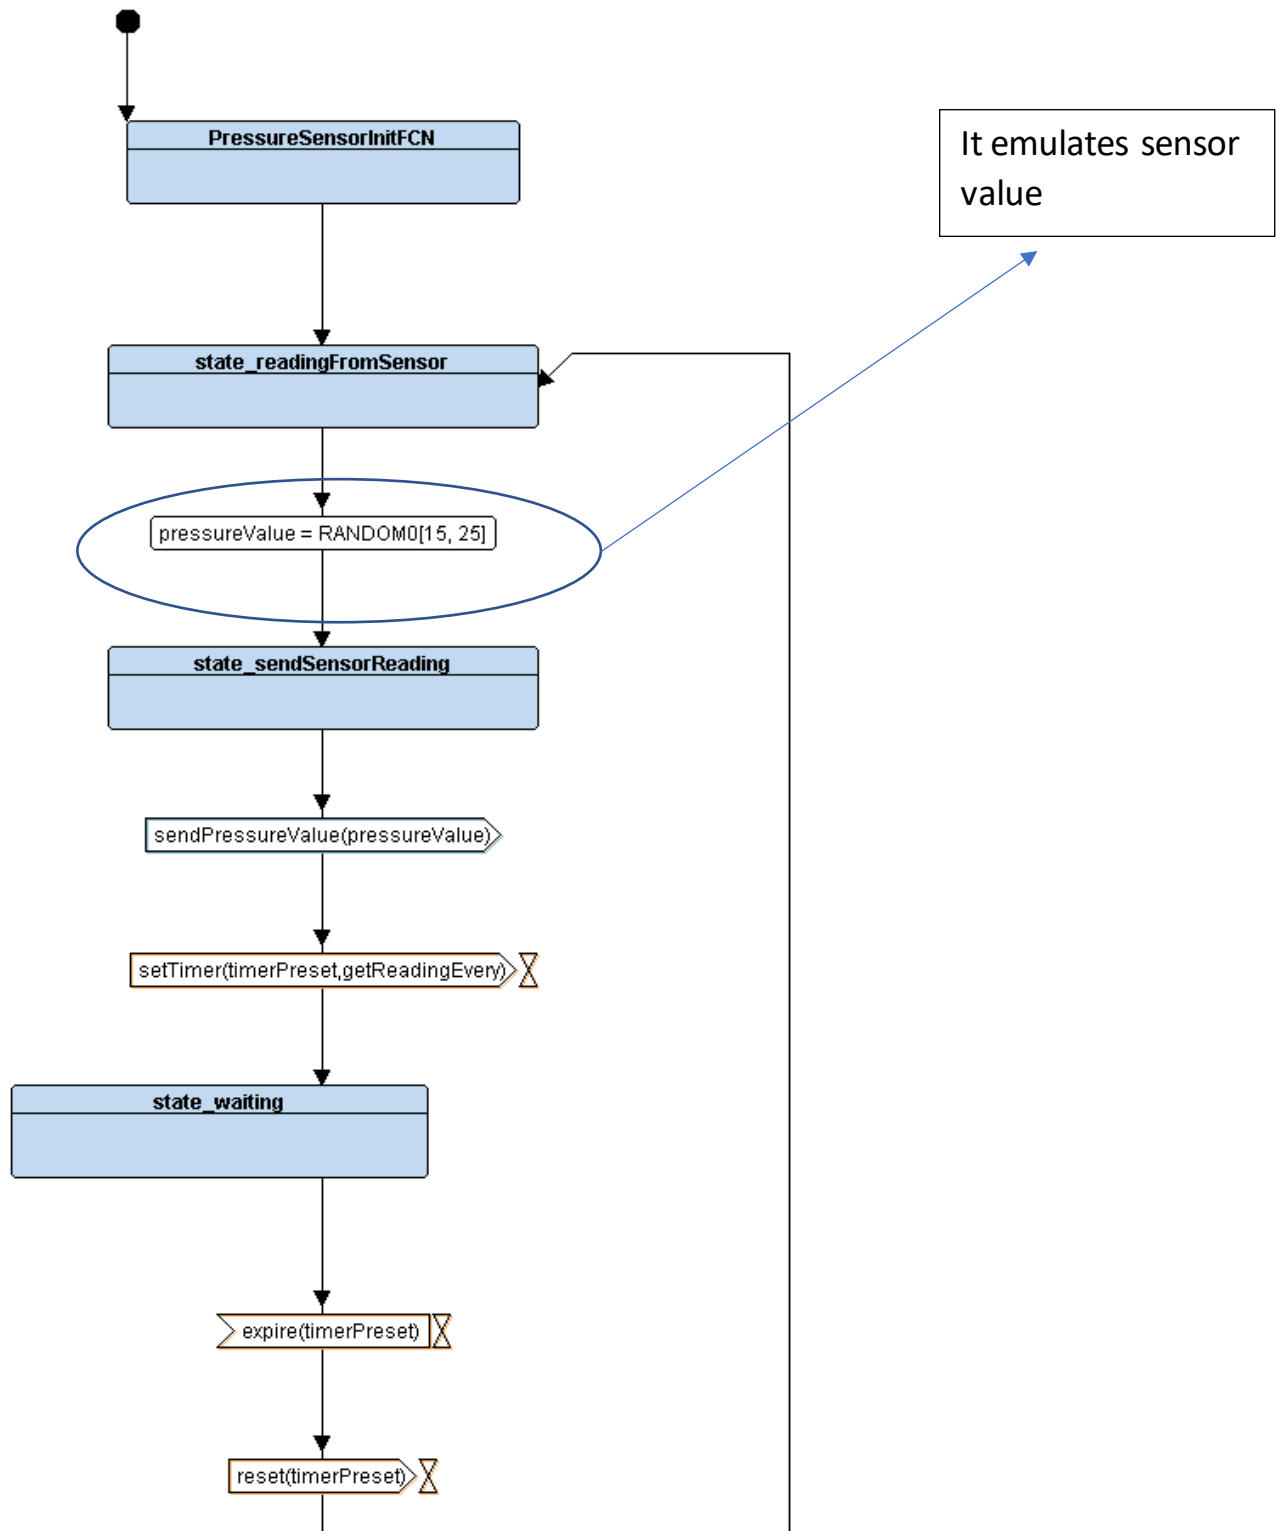 PressureSensorInitFCN
It emulates sensor
value
state_readingFromSensor
pressureValue = RANDOM0[15, 25]
state_sendSensorReading
sendPressureValue(pressureValue)
setTimer(timerPreset,getReadingEvery)
state_waiting
expire(timerPreset)
reset(timerPreset)